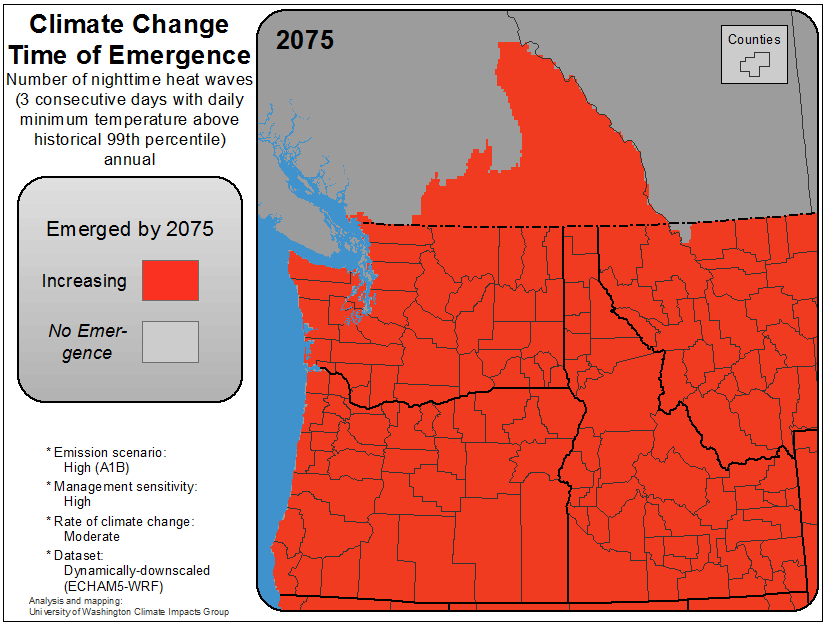 Climate Change
Time of Emergence
Number of nighttime heat waves
(3 consecutive days with daily
minimum temperature above
historical 99th percentile)
annual
Emerged by 2075
Increasing
No Emer-
gence
* Emission scenario:
High (A1B)
* Management sensitivity:
High
* Rate of climate change:
Moderate
* Dataset:
Dynamically-downscaled
(ECHAM5-WRF)
Analysis and mapping:
University of Washington Climate Impacts Group
2075
Counties